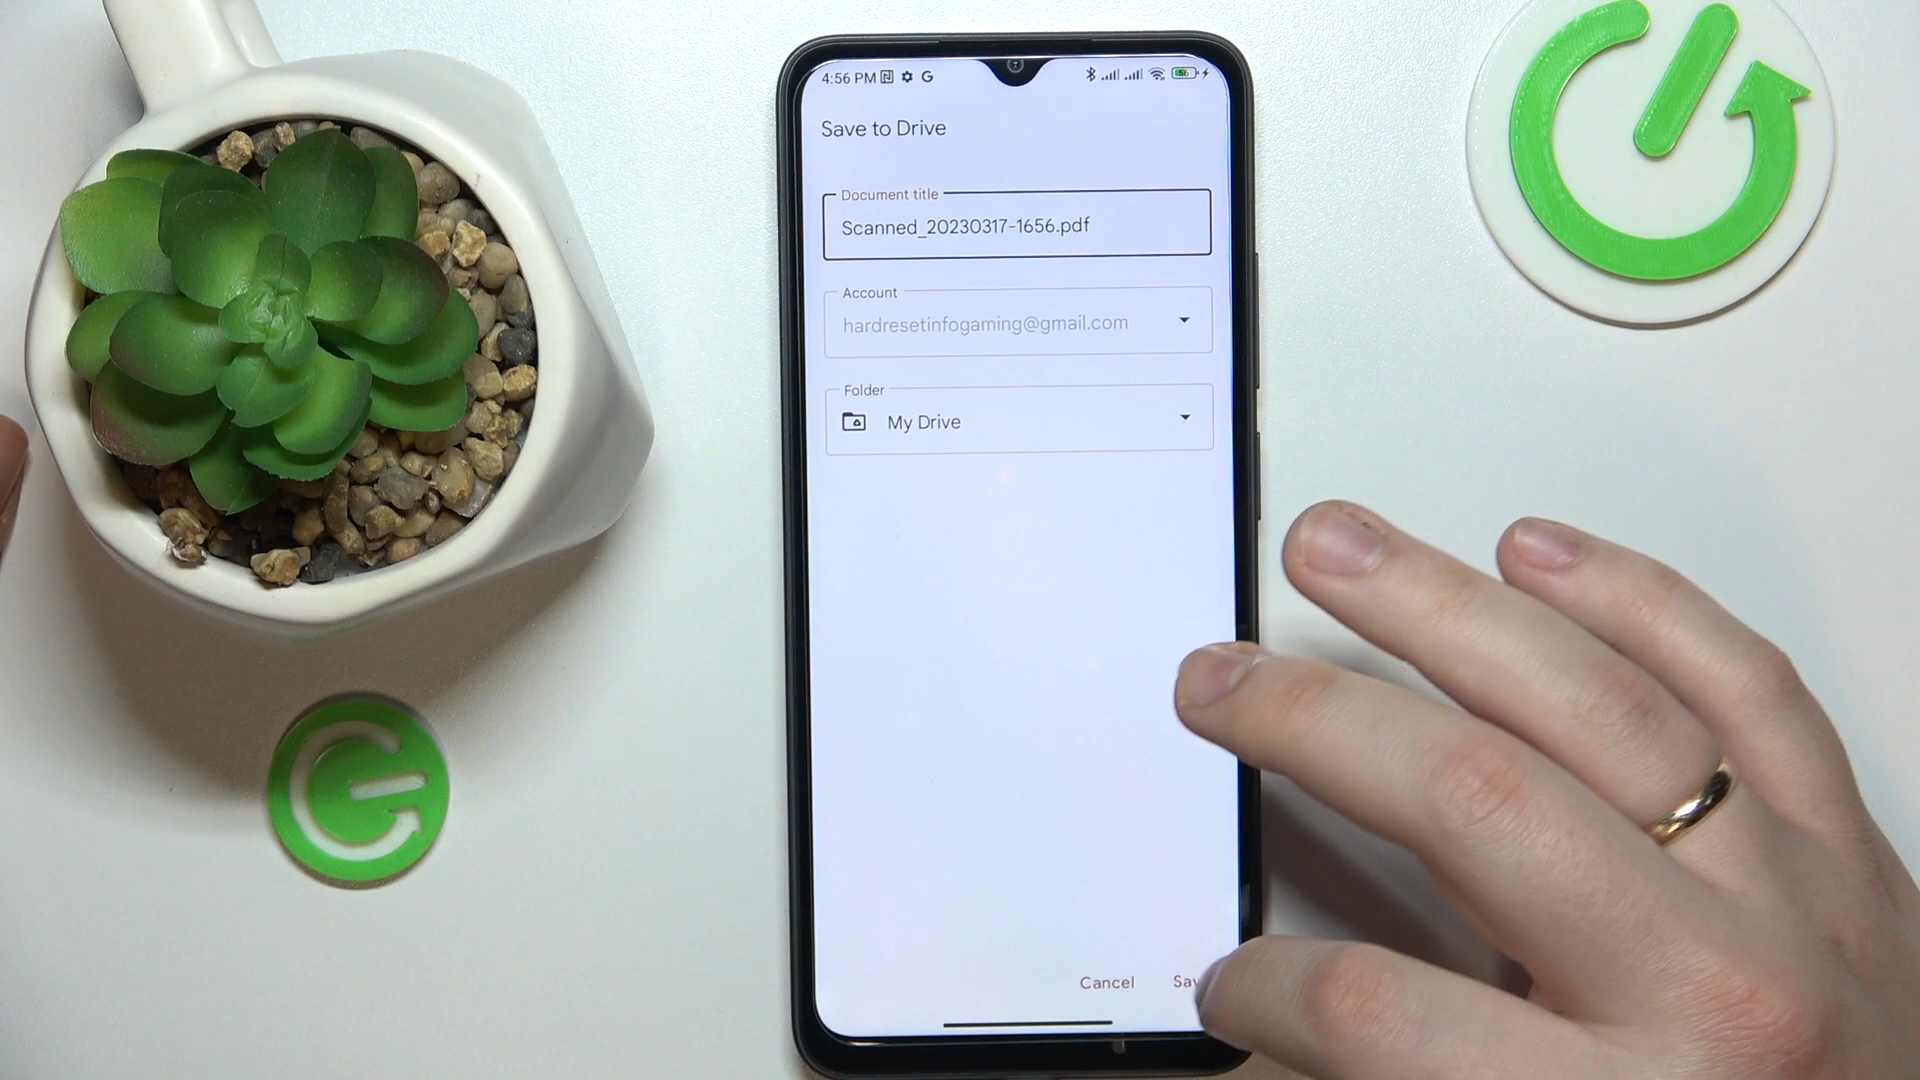 4:56 PM
56
Save to Drive
Document title
Scanned_20230317-1656.pdf
Account
hardresetinfogaming@gmail.com
Folder
My Drive
Cancel